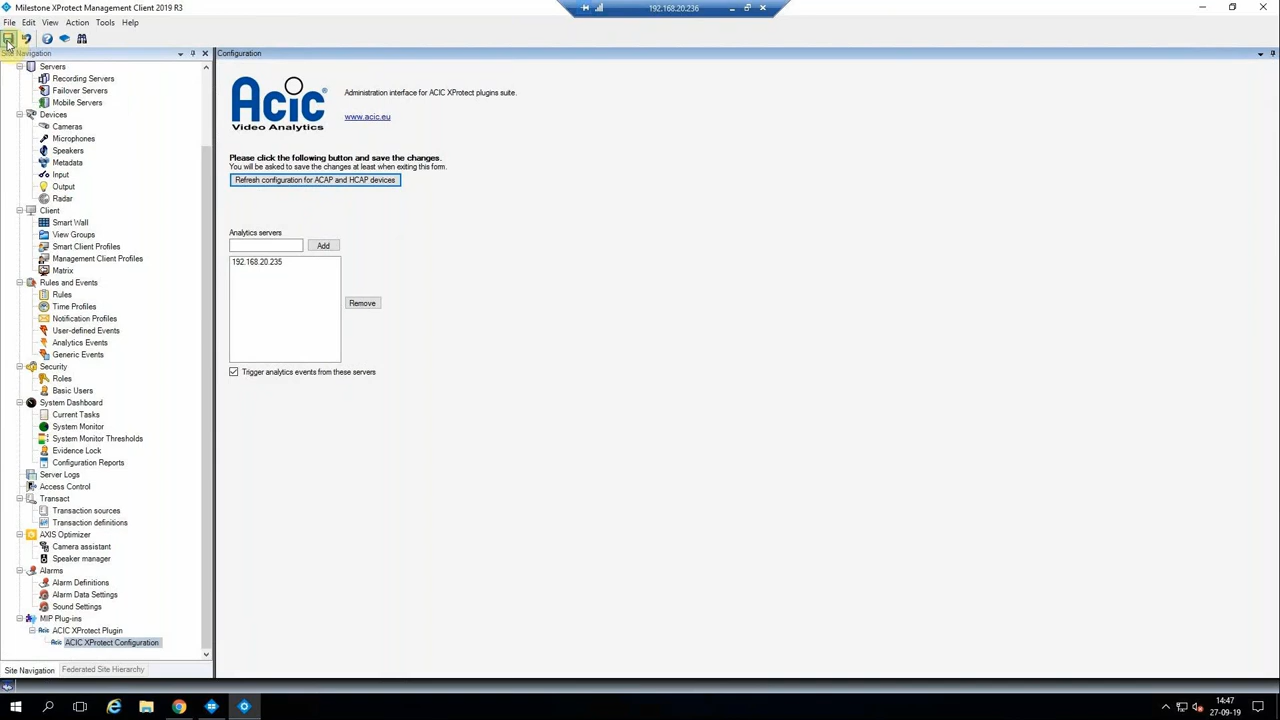 Milestone XProtect Management Client 2019 R3
192.168.20.236
File Edit View Action Tools Help
Site Navigation
Configuration
Servers
Recording Servers
Failover Servers
Mobile Servers
Devices
Cameras
Microphones
Speakers
Metadata
Input
Output
Radar
Client
Smart Wall
View Groups
Smart Client Profiles
Management Client Profiles
Matrix
Rules and Events
Rules
Time Profiles
Notification Profiles
User-defined Events
Analytics Events
Generic Events
Security
Roles
Basic Users
System Dashboard
Current Tasks
System Monitor
System Monitor Thresholds
Evidence Lock
Configuration Reports
Server Logs
Access Control
Transact
Transaction sources
Transaction definitions
AXIS Optimizer
Camera assistant
Speaker manager
Alarms
Alarm Definitions
Alarm Data Settings
Sound Settings
MIP Plug-ins
Acic ACIC XProtect Plugin
Acic ACIC XProtect Configuration
Site Navigation Federated Site Hierarchy
Acic®
Video Analytics
Administration interface for ACIC XProtect plugins suite.
www.acic.eu
Please click the following button and save the changes.
You will be asked to save the changes at least when exiting this form.
Refresh configuration for ACAP and HCAP devices
Analytics servers
Add
192.168.20.235
Remove
Trigger analytics events from these servers
14:47
27-09-19